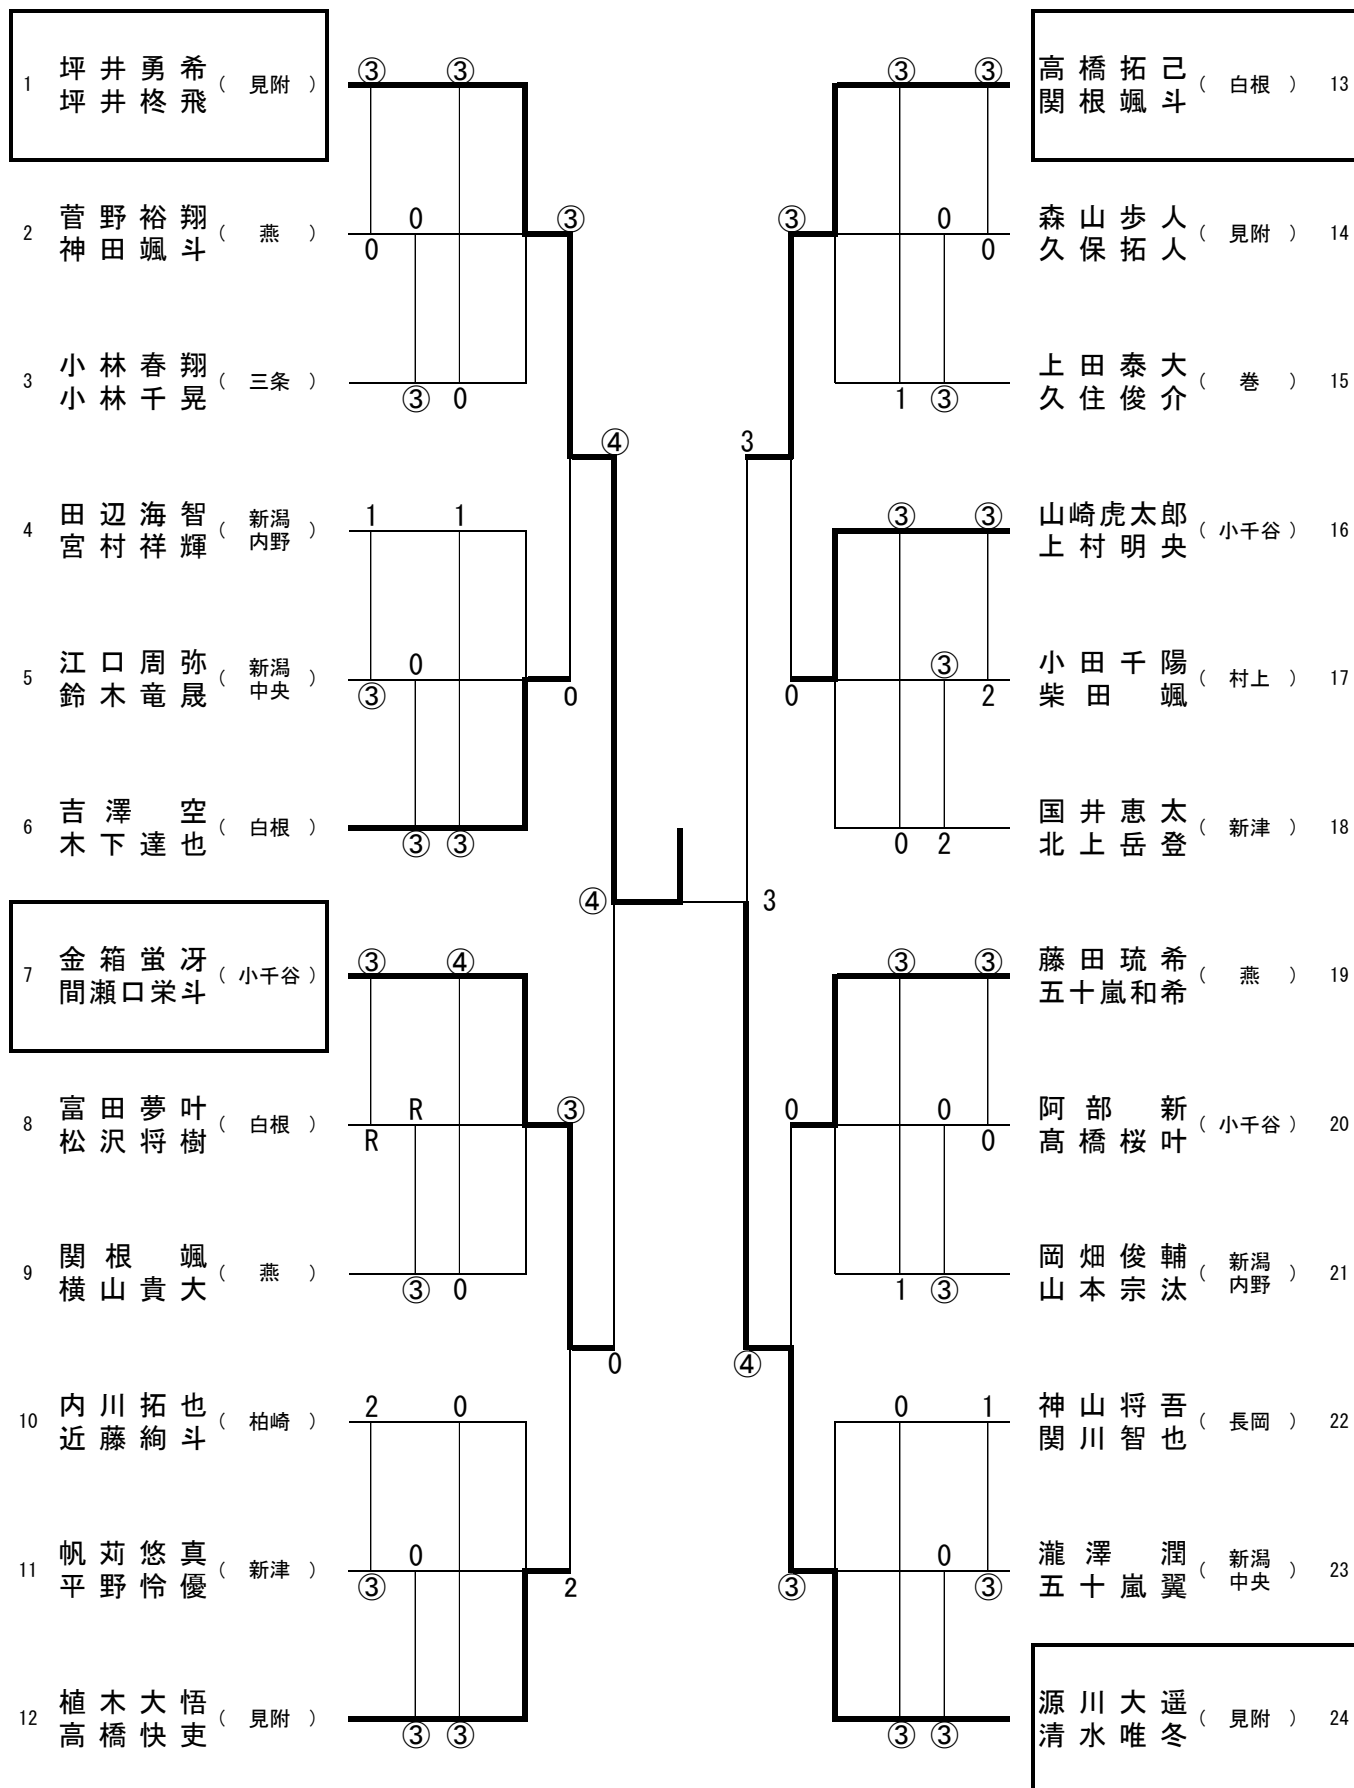 1 坪井勇希 坪井柊飛 （ 見附 ） ③ ③
2 菅野裕翔 神田颯斗 （ 燕 ） 0 0 ③
3 小林春翔 小林千晃 （ 三条 ） ③ 0
④
4 田辺海智 宮村祥輝 （ 新潟内野 ） 1 1
5 江口周弥 鈴木竜晟 （ 新潟中央 ） ③ 0 0
6 吉澤空 木下達也 （ 白根 ） ③ ③
④
7 金箱蛍冴 間瀬口栄斗 （ 小千谷 ） ③ ④
8 富田夢叶 松沢将樹 （ 白根 ） R R ③
9 関根颯 横山貴大 （ 燕 ） ③ 0
0
10 内川拓也 近藤絢斗 （ 柏崎 ） 2 0
11 帆苅悠真 平野怜優 （ 新津 ） ③ 0 2
12 植木大悟 高橋快吏 （ 見附 ） ③ ③
③ ③ 高橋拓己 関根颯斗 （ 白根 ） 13
③ 0 0 森山歩人 久保拓人 （ 見附 ） 14
1 ③ 上田泰大 久住俊介 （ 巻 ） 15
3
③ ③ 山崎虎太郎 上村明央 （ 小千谷 ） 16
0 ③ 2 小田千陽 柴田颯 （ 村上 ） 17
0 2 国井恵太 北上岳登 （ 新津 ） 18
3
③ ③ 藤田琉希 五十嵐和希 （ 燕 ） 19
0 0 0 阿部新 髙橋桜叶 （ 小千谷 ） 20
1 ③ 岡畑俊輔 山本宗汰 （ 新潟内野 ） 21
④
0 1 神山将吾 関川智也 （ 長岡 ） 22
③ 0 ③ 瀧澤潤 五十嵐翼 （ 新潟中央 ） 23
③ ③ 源川大遥 清水唯冬 （ 見附 ） 24